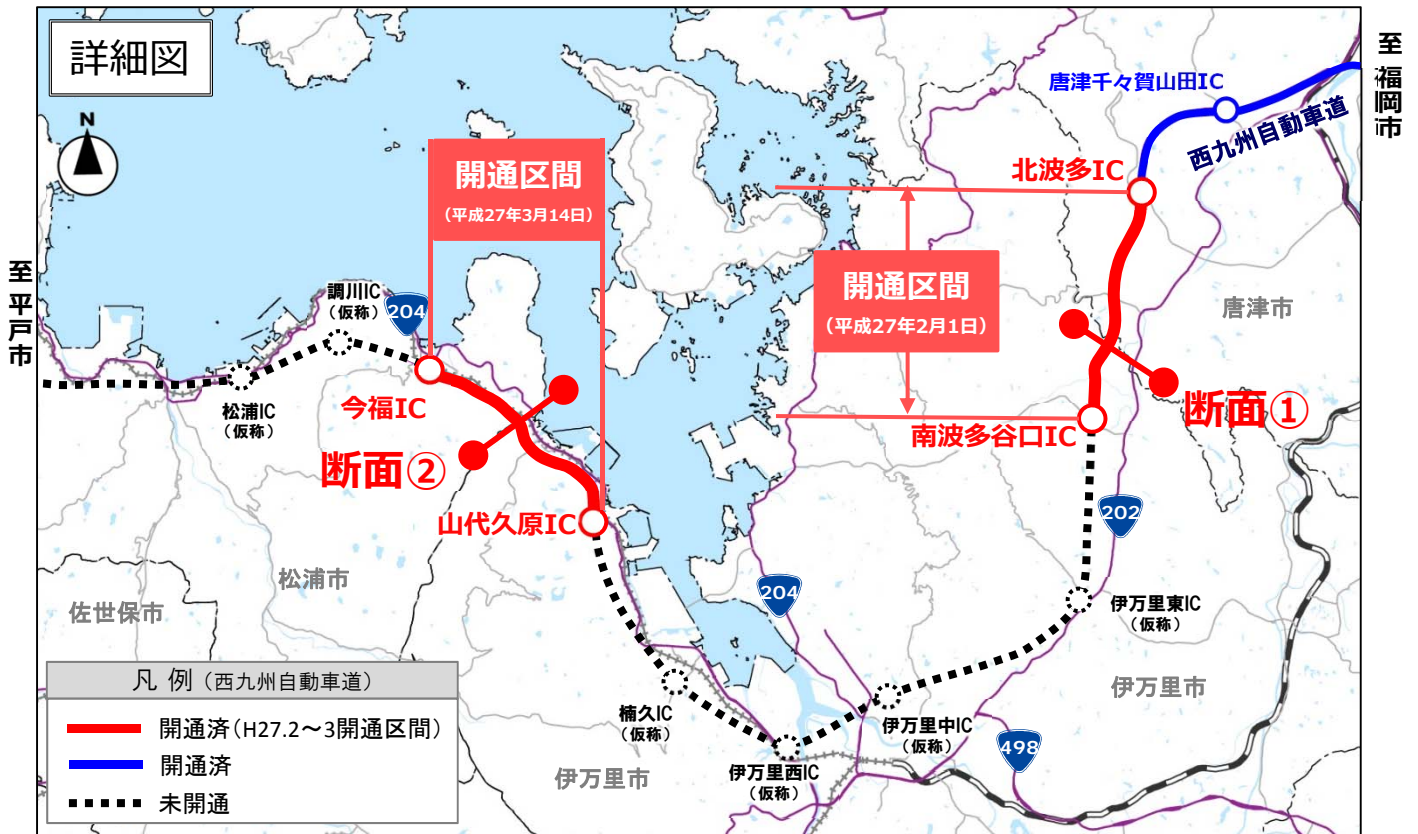 詳細図
N
至 福岡市
唐津千々賀山田IC
西九州自動車道
北波多IC
開通区間
（平成27年3月14日）
開通区間
（平成27年2月1日）
至 平戸市
調川IC
（仮称）
204
唐津市
松浦IC
（仮称）
今福IC
断面①
断面②
南波多谷口IC
山代久原IC
202
松浦市
佐世保市
204
伊万里東IC
（仮称）
伊万里市
楠久IC
（仮称）
伊万里中IC
（仮称）
498
伊万里西IC
（仮称）
伊万里市
凡 例（西九州自動車道）
開通済（H27.2～3開通区間）
開通済
未開通